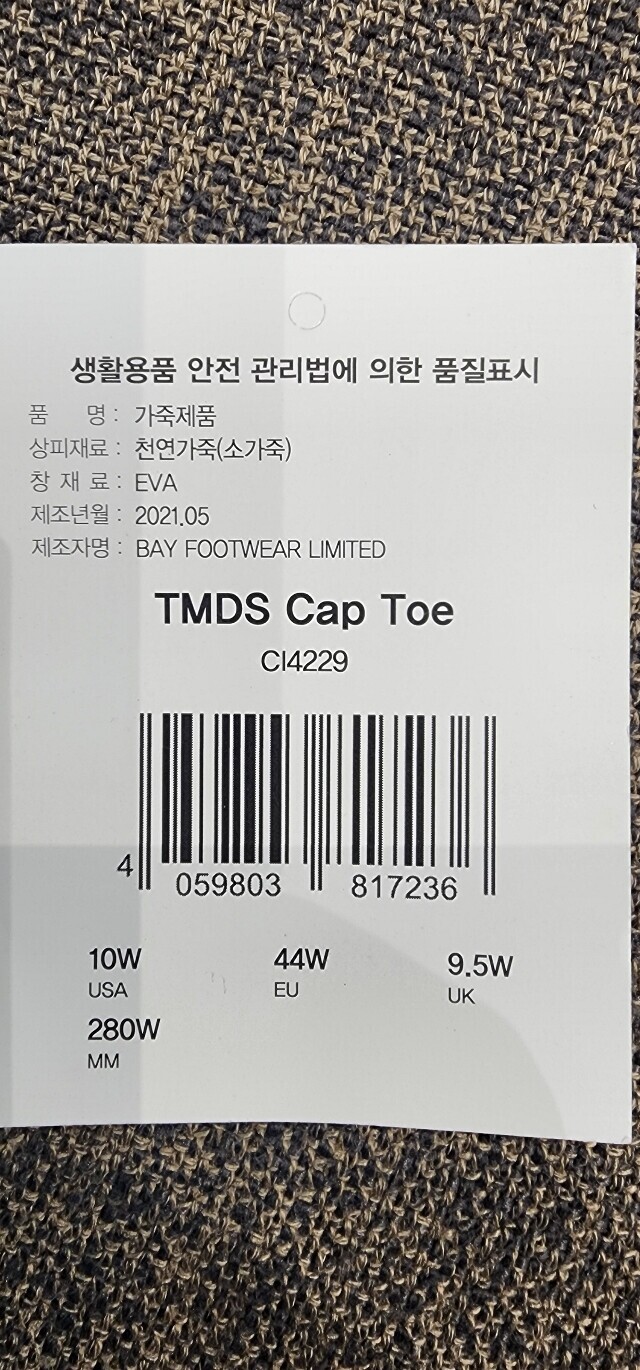 생활용품 안전 관리법에 의한 품질표시
품 명 : 가죽제품
상피재료 : 천연가죽(소가죽)
창 재 료 : EVA
제조년월 : 2021.05
제조자명 : BAY FOOTWEAR LIMITED
TMDS Cap Toe
CI4229
4 059803 817236
10W 44W 9.5W
USA EU UK
280W
MM